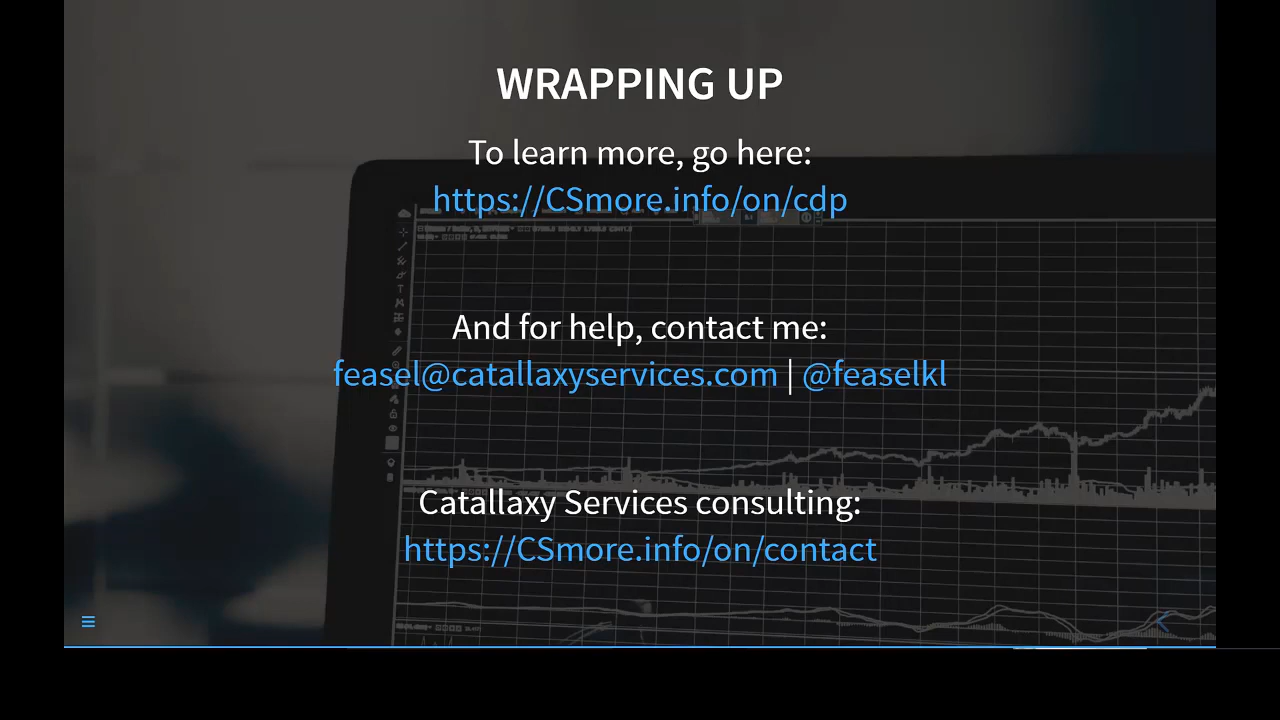 WRAPPING UP
To learn more, go here:
https://CSmore.info/on/cdp
And for help, contact me:
feasel@catallaxyservices.com | @feaselkl
Catallaxy Services consulting:
https://CSmore.info/on/contact